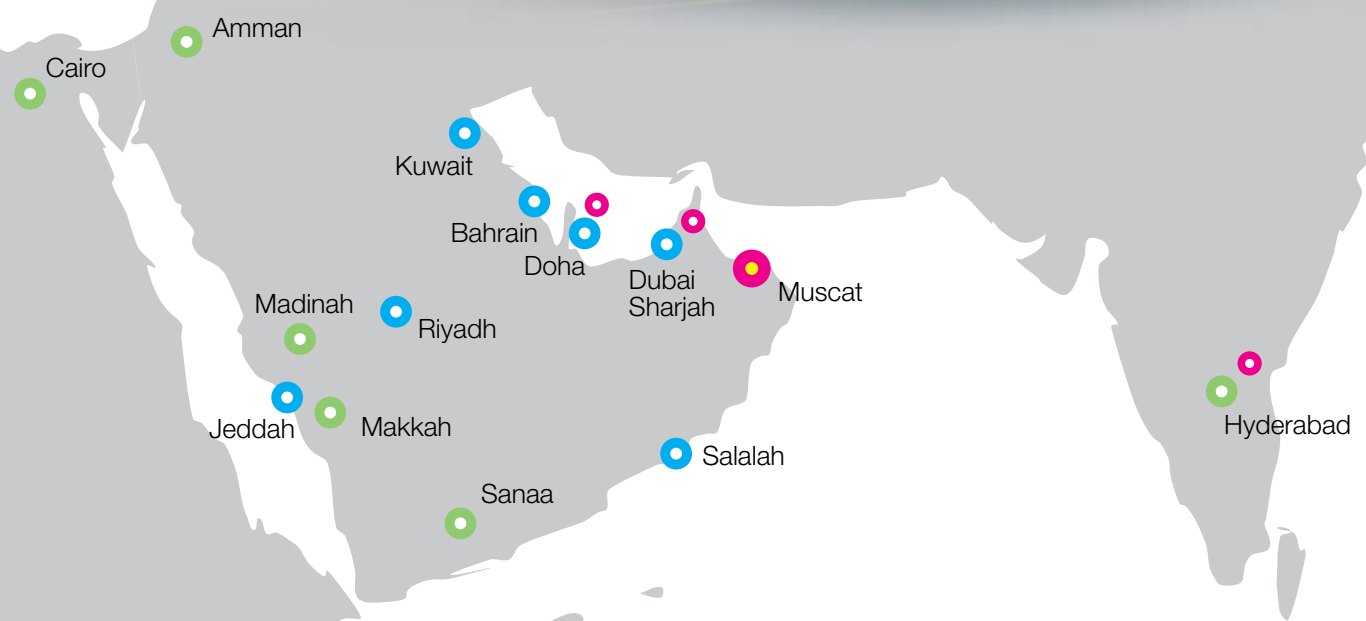 Amman
Cairo
Kuwait
Bahrain
Doha
Dubai
Sharjah
Muscat
Madinah
Riyadh
Jeddah
Makkah
Hyderabad
Salalah
Sanaa